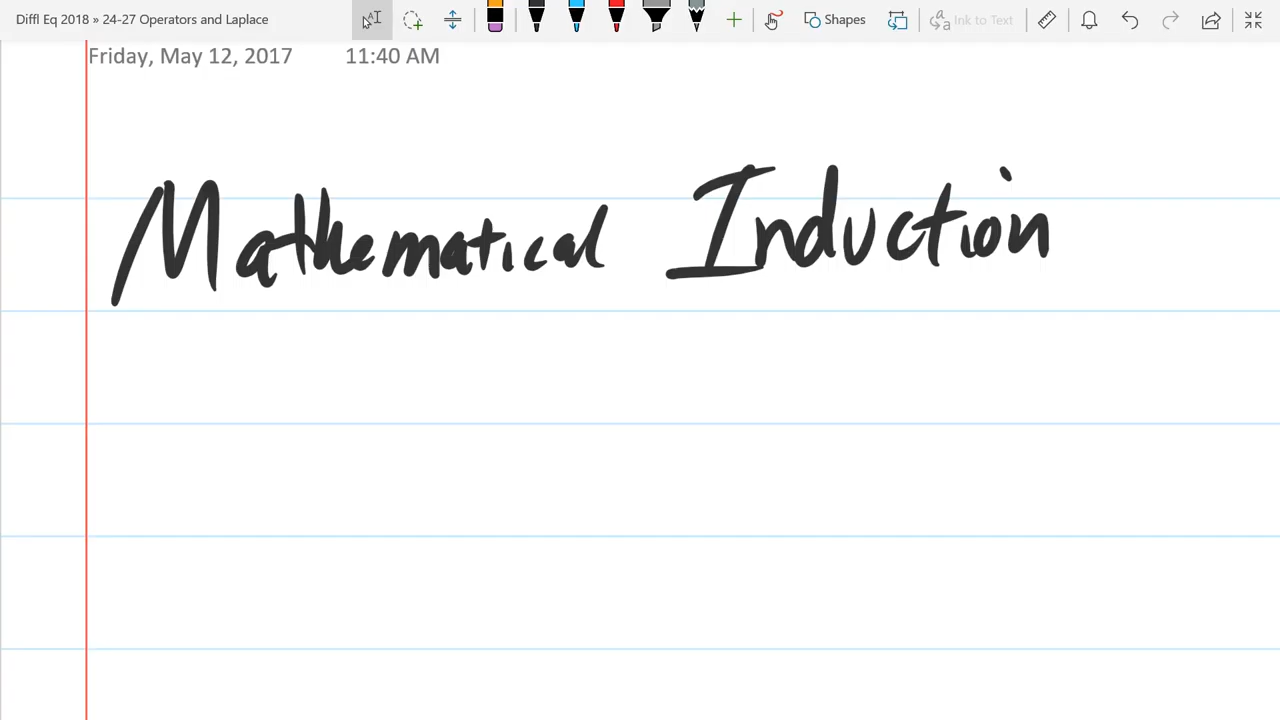 Diffl Eq 2018 » 24-27 Operators and Laplace
Shapes
Ink to Text
Friday, May 12, 2017 11:40 AM
Mathematical Induction